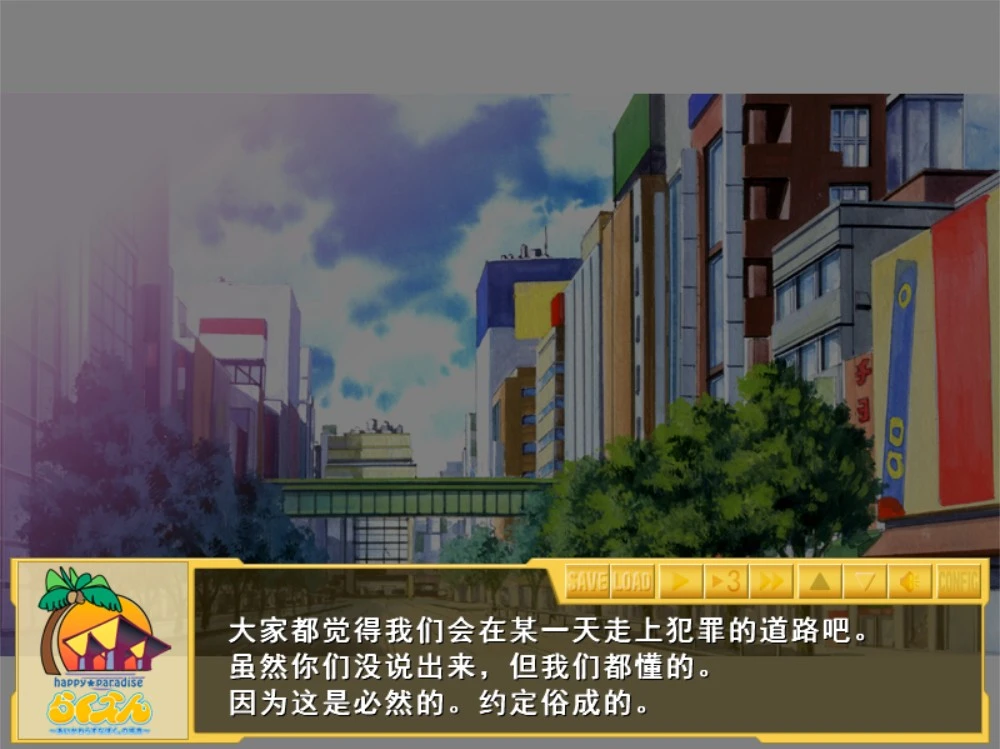 SAVE LOAD 3 CONFIG
大家都觉得我们会在某一天走上犯罪的道路吧。
虽然你们没说出来，但我们都懂的。
因为这是必然的。约定俗成的。
happy★paradise
らくえん